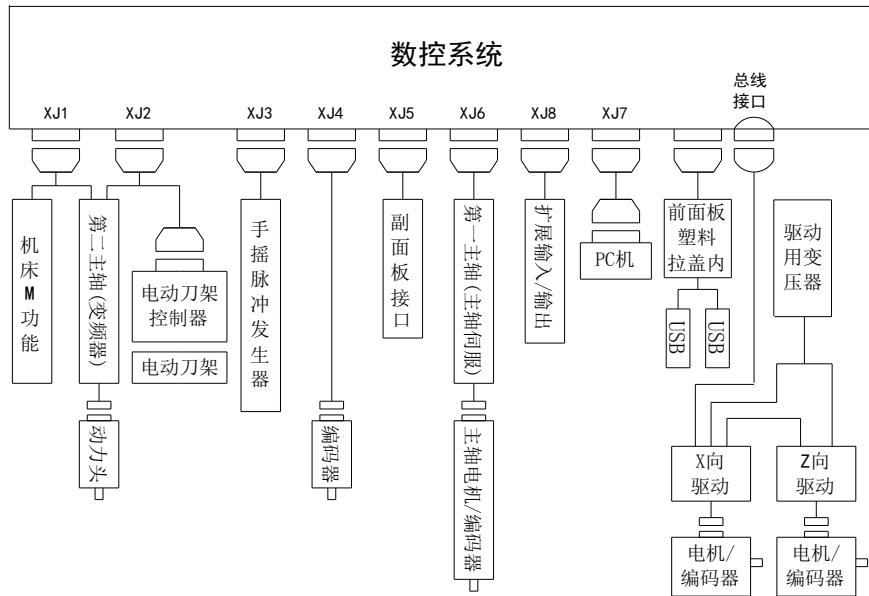 数控系统
总线
接口
XJ1
XJ2
XJ3
XJ4
XJ5
XJ6
XJ8
XJ7
机床M功能
第二主轴(变频器)
电动刀架
控制器
电动刀架
手摇脉冲发生器
副面板接口
第一主轴(主轴伺服)
扩展输入/输出
PC机
前面板
塑料
拉盖内
USB
USB
驱动
用变
压器
动力头
编码器
主轴电机/编码器
X向
驱动
Z向
驱动
电机/
编码器
电机/
编码器